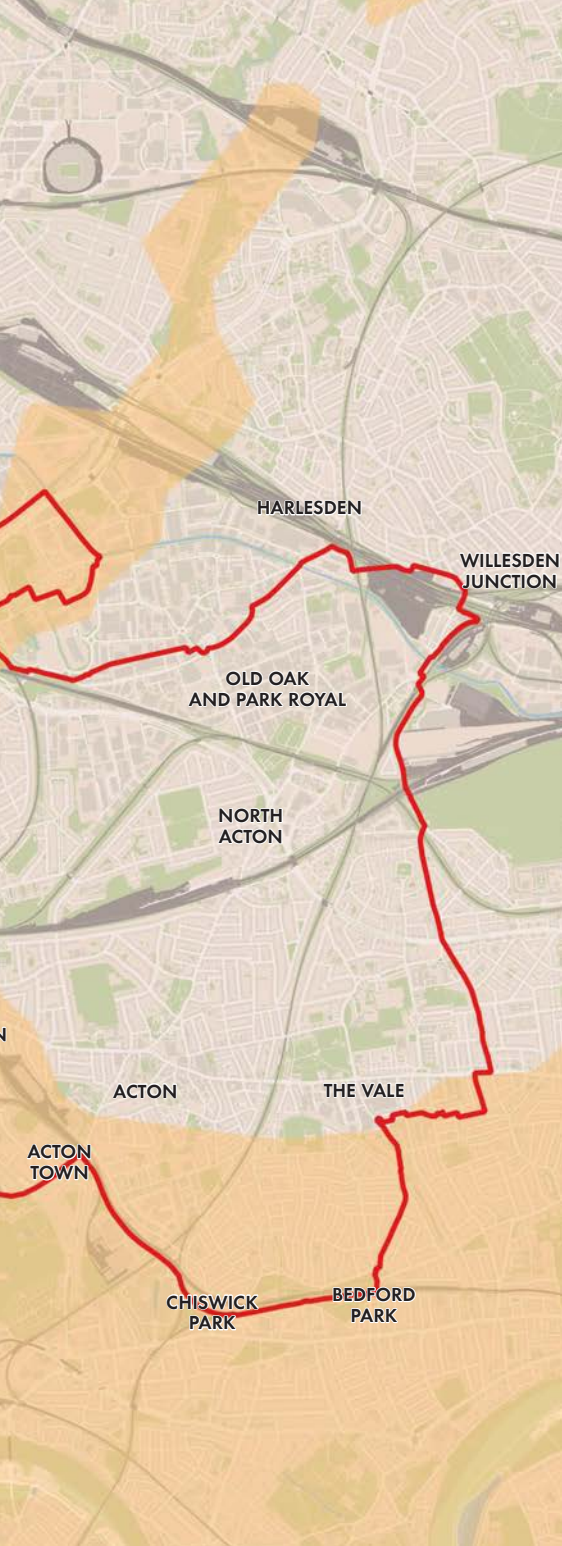 HARLESDEN
WILLESDEN
JUNCTION
OLD OAK
AND PARK ROYAL
NORTH
ACTON
N
ACTON
THE VALE
ACTON
TOWN
CHISWICK
PARK
BEDFORD
PARK